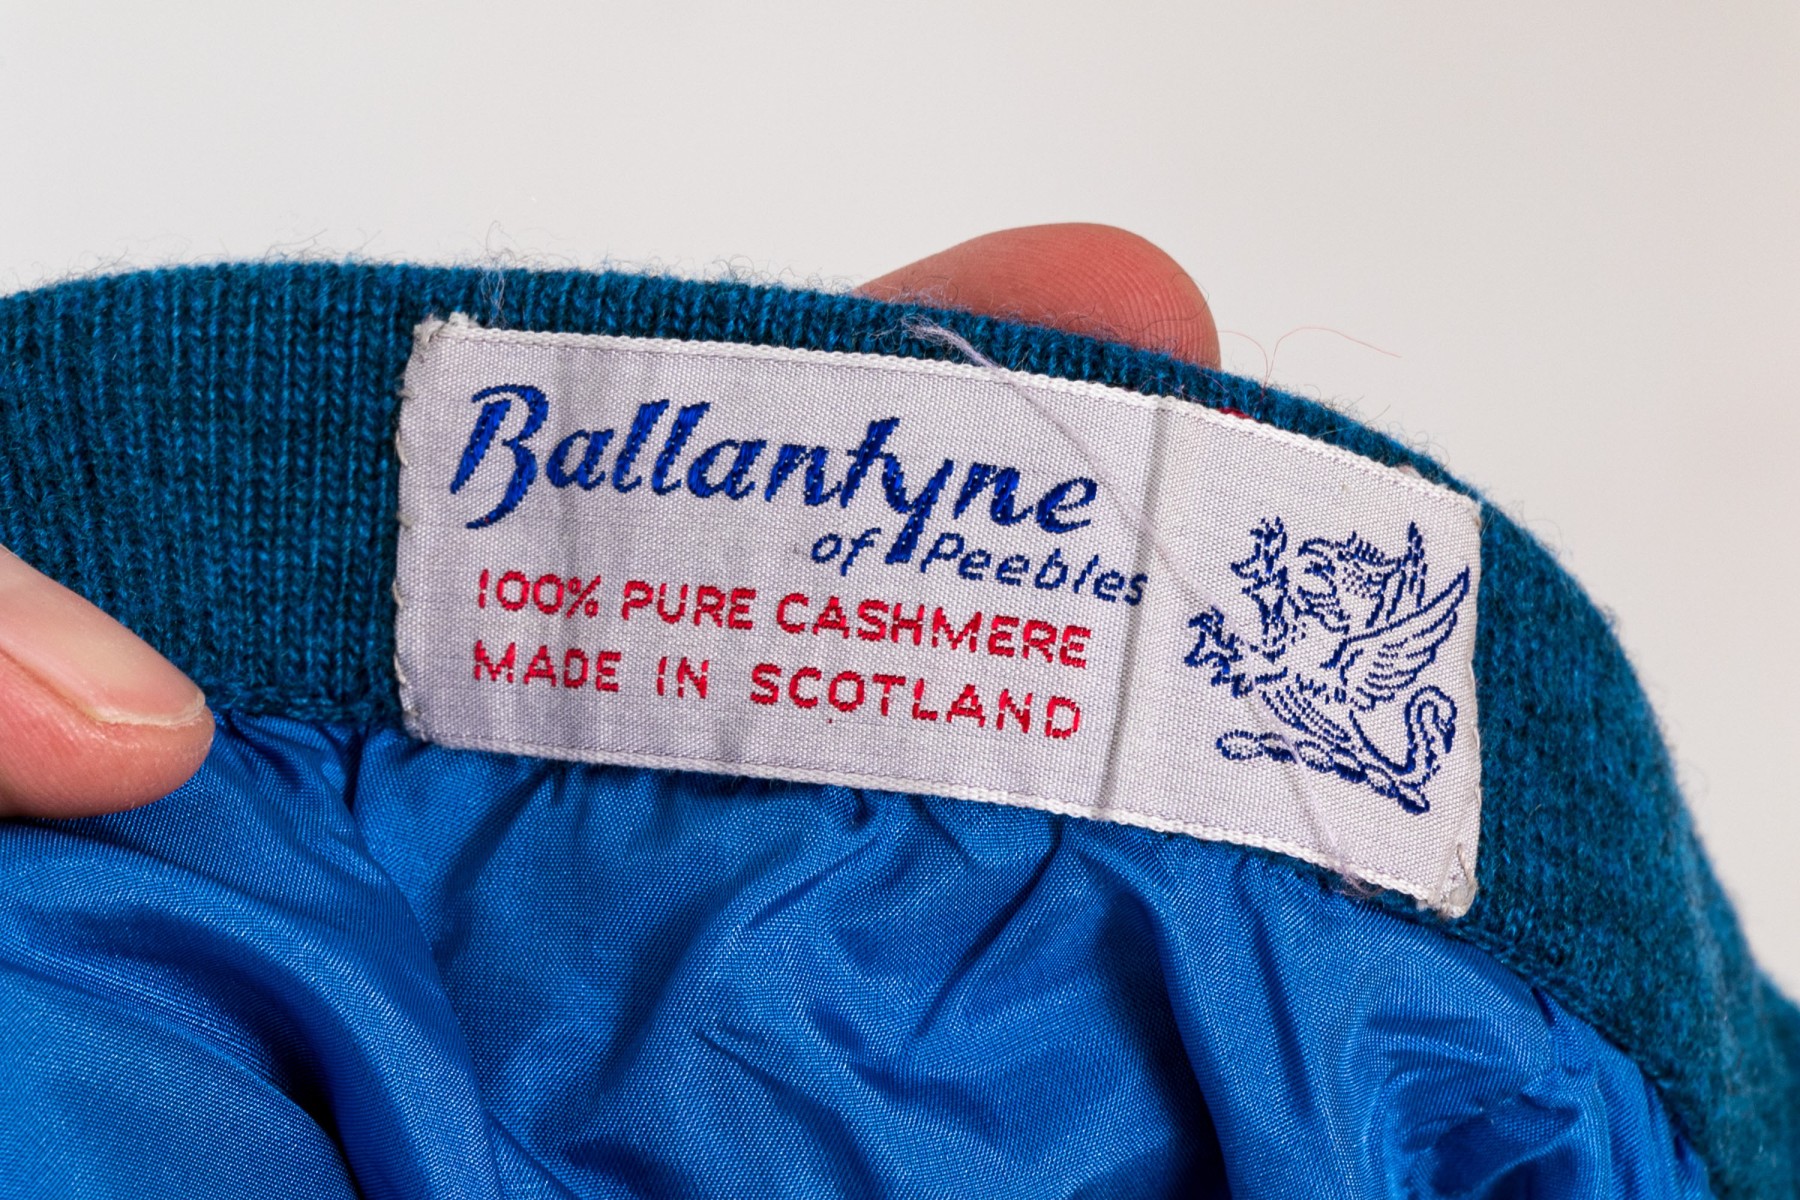 Ballantyne
of Peebles
100% PURE CASHMERE
MADE IN SCOTLAND